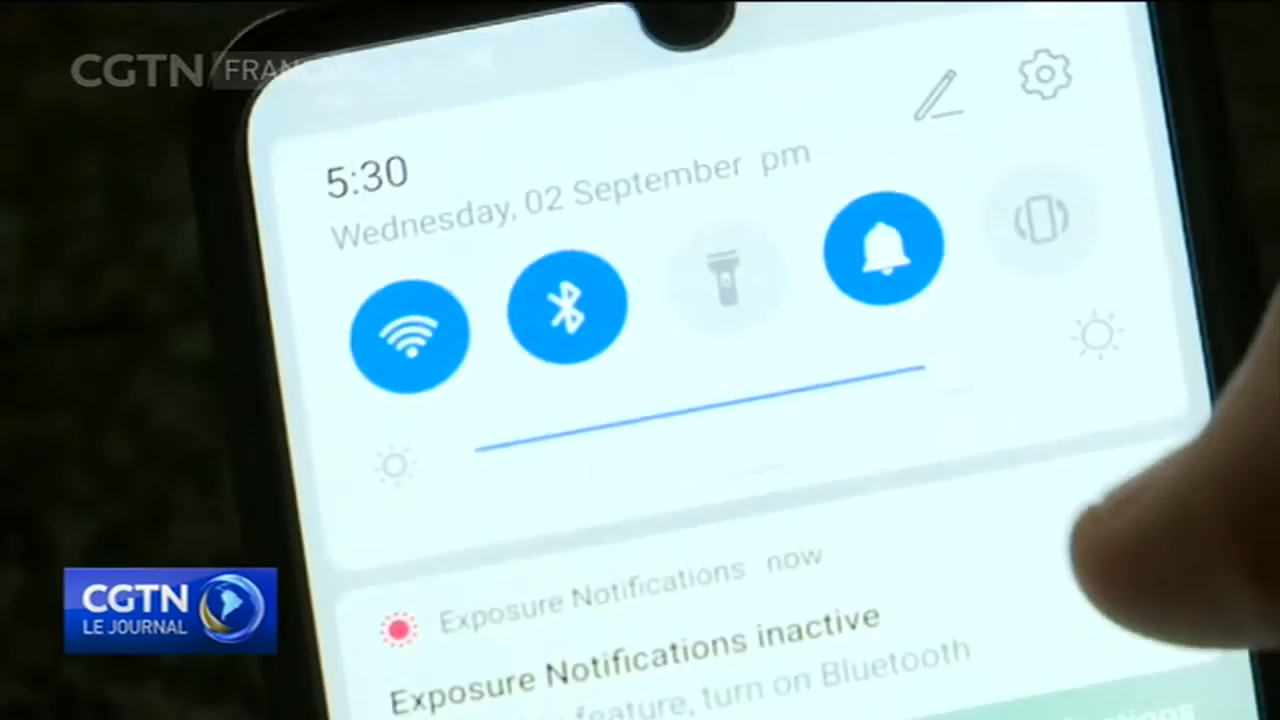 CGTN FRANÇAIS
5:30
Wednesday, 02 September pm
Exposure Notifications now
Exposure Notifications inactive
feature, turn on Bluetooth
CGTN
LE JOURNAL